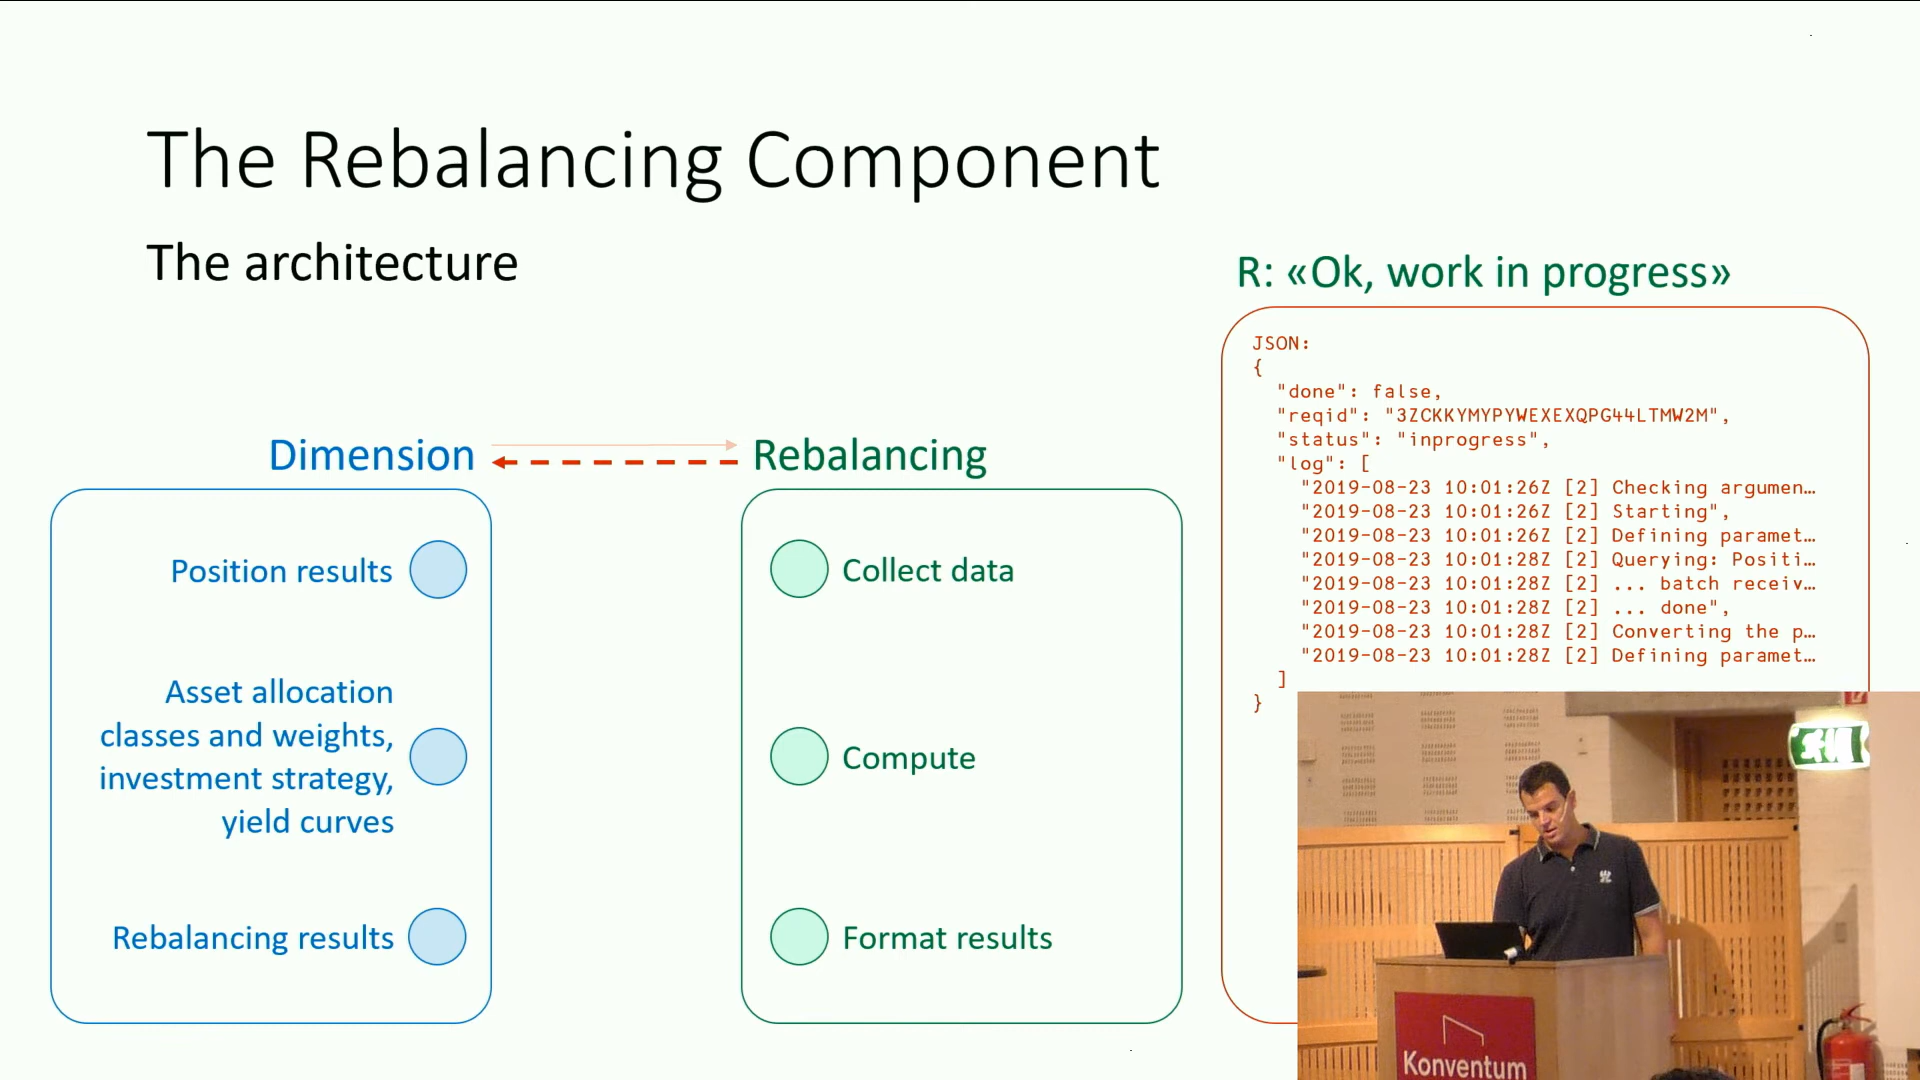 The Rebalancing Component
The architecture
R: «Ok, work in progress»
Dimension
Rebalancing
Position results
Asset allocation
classes and weights,
investment strategy,
yield curves
Rebalancing results
Collect data
Compute
Format results
JSON:
{
"done": false,
"reqid": "3ZCKKYMYPYWEXEXQPG44LTMW2M",
"status": "inprogress",
"log": [
"2019-08-23 10:01:26Z [2] Checking argumen…
"2019-08-23 10:01:26Z [2] Starting",
"2019-08-23 10:01:26Z [2] Defining paramet…
"2019-08-23 10:01:28Z [2] Querying: Positi…
"2019-08-23 10:01:28Z [2] ... batch receiv…
"2019-08-23 10:01:28Z [2] ... done",
"2019-08-23 10:01:28Z [2] Converting the p…
"2019-08-23 10:01:28Z [2] Defining paramet…
]
}
Konventum